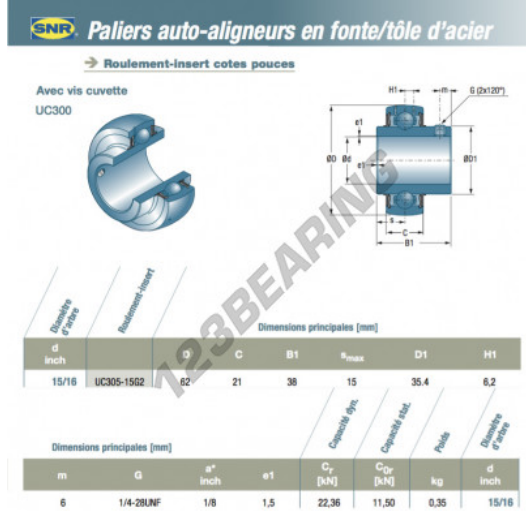 SNR Paliers auto-aligneurs en fonte/tôle d'acier
Roulement-insert cotes pouces
Avec vis cuvette
UC300
H1 m G (2x120°)
e1
ØD Ød ØD1
e1
s
C
B1
123BEARING
Diamètre d'arbre
Roulement-insert
Dimensions principales [mm]
d inch D C B1 smax D1 H1
15/16 UC305-15G2 62 21 38 15 35.4 6,2
Capacité dyn.
Capacité stat.
Poids
Diamètre d'arbre
Dimensions principales [mm]
m G a* inch e1 Cr [kN] C0r [kN] kg d inch
6 1/4-28UNF 1/8 1,5 22,36 11,50 0,35 15/16